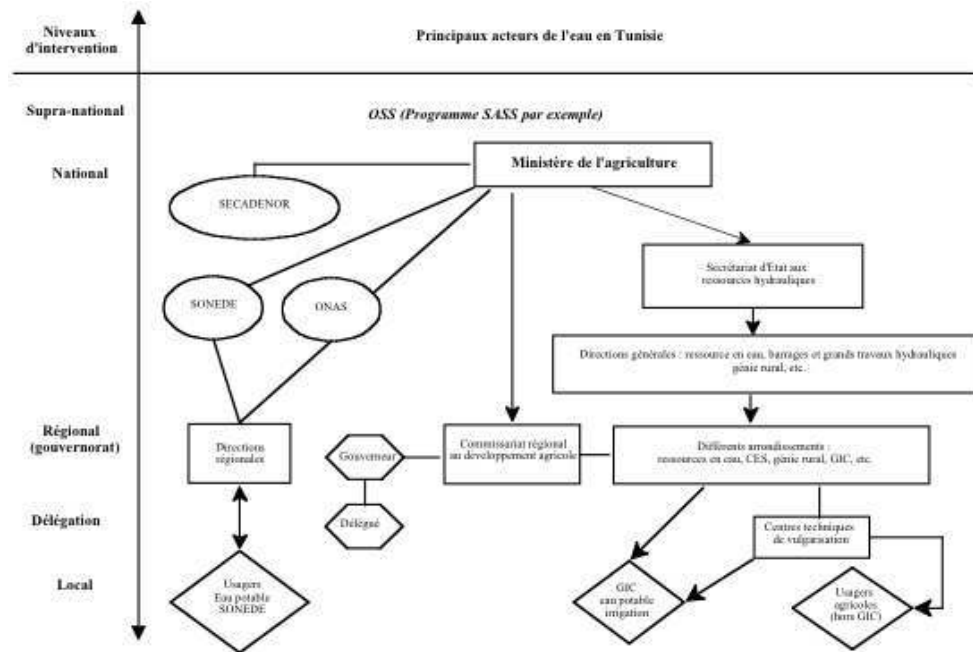 Niveaux
d'intervention
Principaux acteurs de l'eau en Tunisie
Supra-national
OSS (Programme SASS par exemple)
National
Ministère de l'agriculture
SECADENOR
Secrétariat d'Etat aux
ressources hydrauliques
SONEDE
ONAS
Directions générales : ressource en eau, barrages et grands travaux hydrauliques
génie rural, etc.
Régional
(gouvernorat)
Directions
régionales
Gouverneur
Commissariat régional
au développement agricole
Différents arrondissements :
ressources en eau, CES, génie rural, GIC, etc.
Délégation
Délégué
Centres techniques
de vulgarisation
Local
Usagers
Eau potable
SONEDE
GIC
eau potable
irrigation
Usagers
agricoles
(hors GIC)